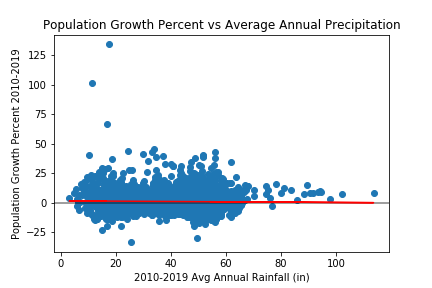 Population Growth Percent vs Average Annual Precipitation
Population Growth Percent 2010-2019
125
100
75
50
25
0
−25
0 20 40 60 80 100
2010-2019 Avg Annual Rainfall (in)